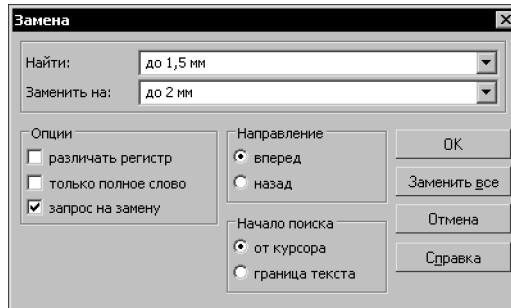 Замена
Найти: до 1,5 мм
Заменить на: до 2 мм
Опции
различать регистр
только полное слово
запрос на замену
Направление
вперед
назад
Начало поиска
от курсора
граница текста
OK
Заменить все
Отмена
Справка